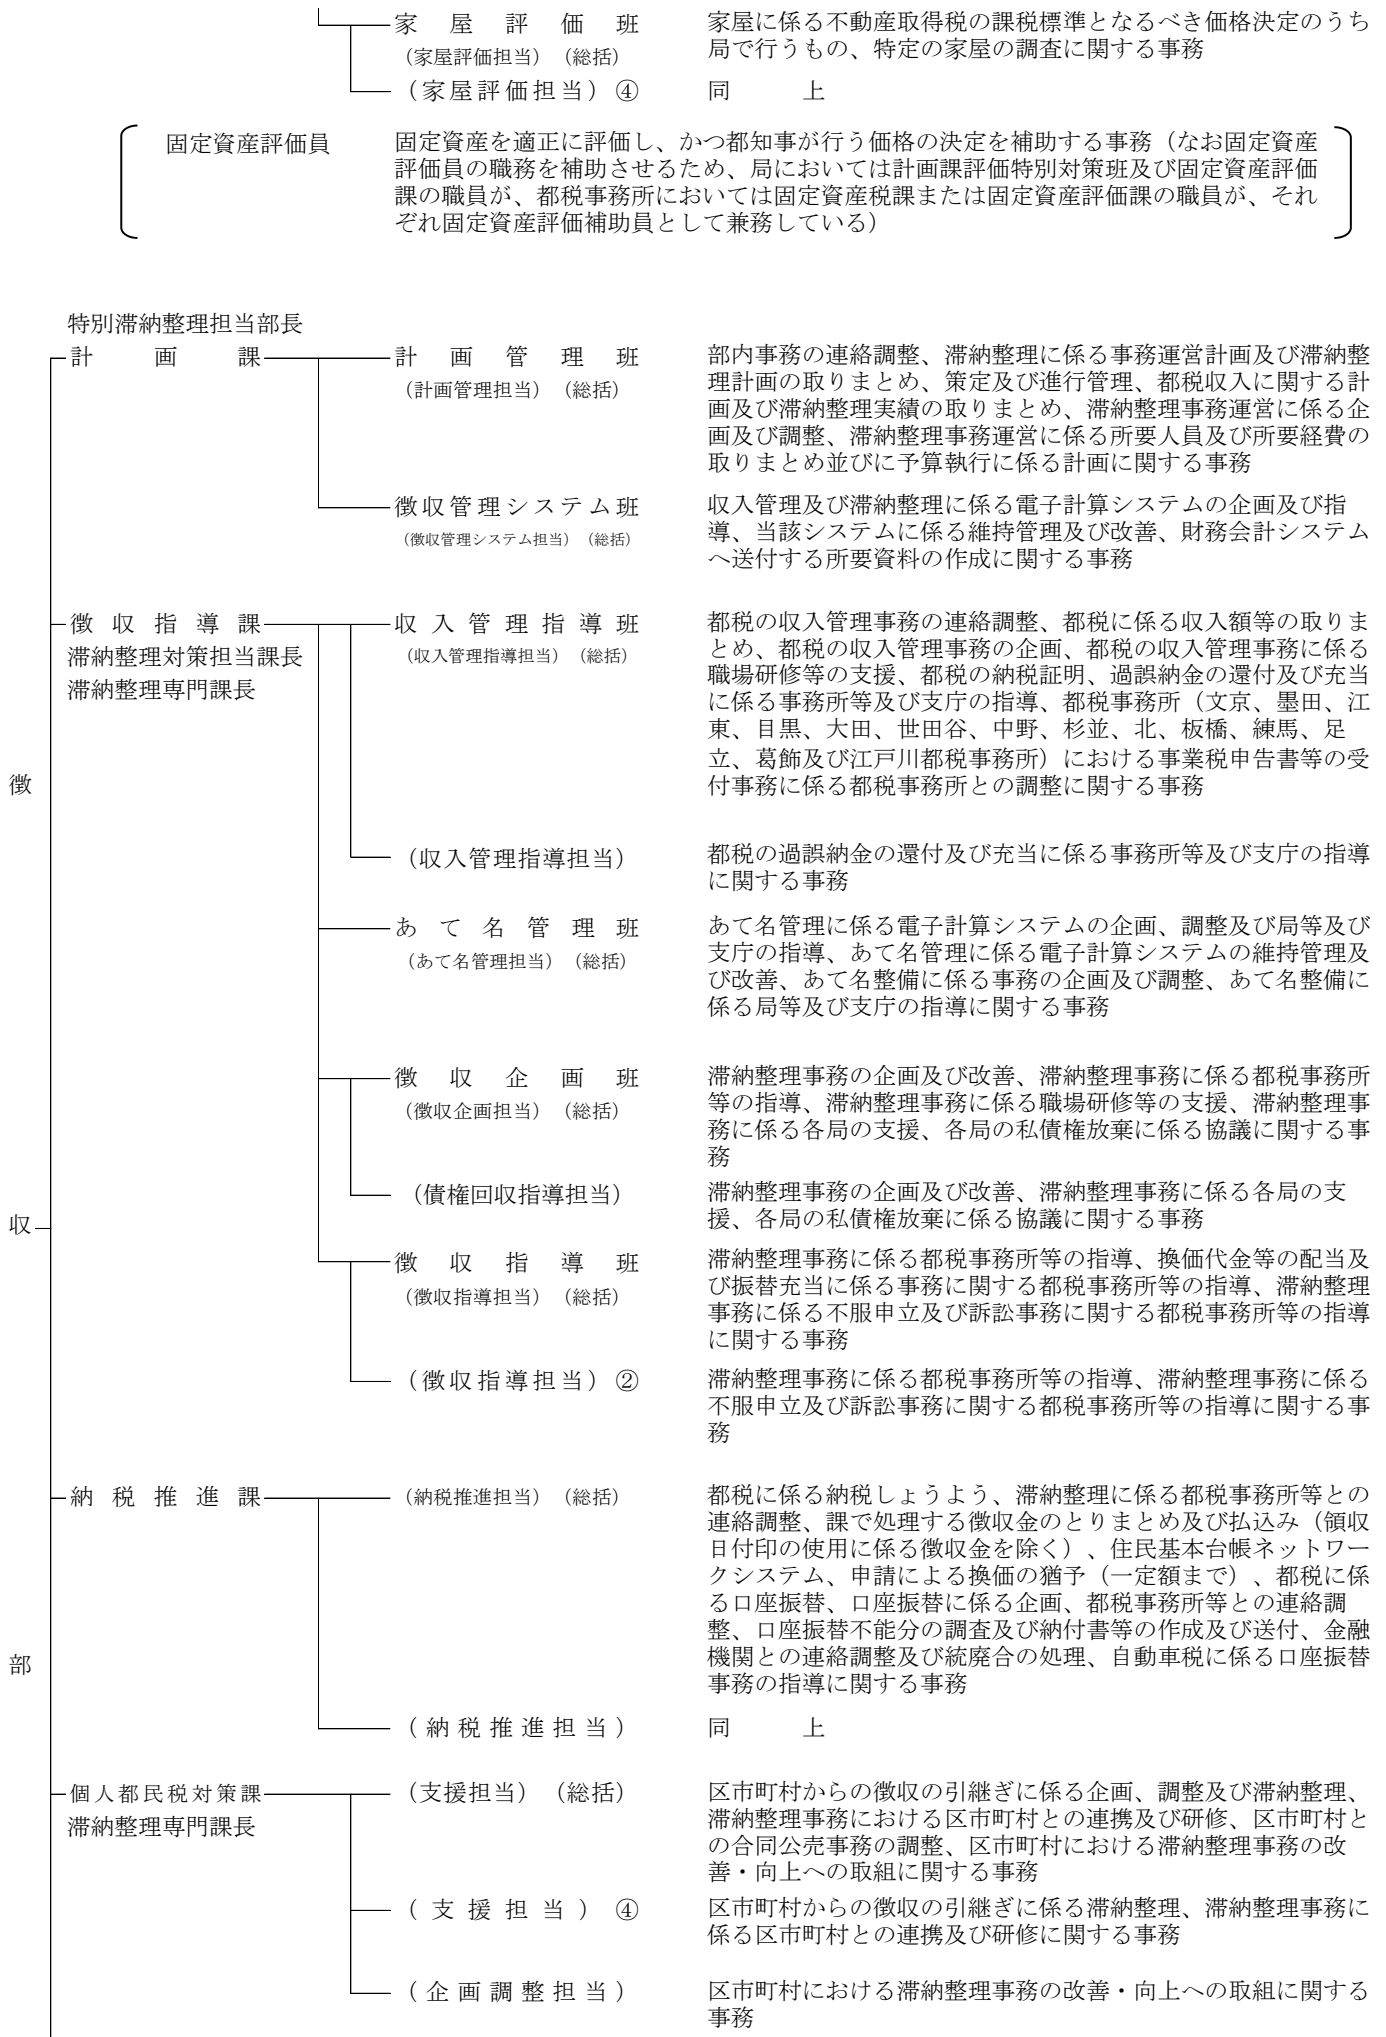 家屋評価班　家屋に係る不動産取得税の課税標準となるべき価格決定のうち
(家屋評価担当)（総括）　局で行うもの、特定の家屋の調査に関する事務
(家屋評価担当)④　同　上
固定資産評価員　固定資産を適正に評価し、かつ都知事が行う価格の決定を補助する事務（なお固定資産
評価員の職務を補助させるため、局においては計画課評価特別対策班及び固定資産評価
課の職員が、都税事務所においては固定資産税課または固定資産評価課の職員が、それ
ぞれ固定資産評価補助員として兼務している）
特別滞納整理担当部長
計画課　計画管理班　部内事務の連絡調整、滞納整理に係る事務運営計画及び滞納整
(計画管理担当)（総括）　理計画の取りまとめ、策定及び進行管理、都税収入に関する計
画及び滞納整理実績の取りまとめ、滞納整理事務運営に係る企
画及び調整、滞納整理事務運営に係る所要人員及び所要経費の
取りまとめ並びに予算執行に係る計画に関する事務
徴収管理システム班　収入管理及び滞納整理に係る電子計算システムの企画及び指
(徴収管理システム担当)（総括）　導、当該システムに係る維持管理及び改善、財務会計システム
へ送付する所要資料の作成に関する事務
徴収指導課　収入管理指導班　都税の収入管理事務の連絡調整、都税に係る収入額等の取りま
滞納整理対策担当課長　(収入管理指導担当)（総括）　とめ、都税の収入管理事務の企画、都税の収入管理事務に係る
滞納整理専門課長　職場研修等の支援、都税の納税証明、過誤納金の還付及び充当
に係る事務所等及び支庁の指導、都税事務所（文京、墨田、江
東、目黒、大田、世田谷、中野、杉並、北、板橋、練馬、足
立、葛飾及び江戸川都税事務所）における事業税申告書等の受
徴　付事務に係る都税事務所との調整に関する事務
(収入管理指導担当)　都税の過誤納金の還付及び充当に係る事務所等及び支庁の指導
に関する事務
あて名管理班　あて名管理に係る電子計算システムの企画、調整及び局等及び
(あて名管理担当)（総括）　支庁の指導、あて名管理に係る電子計算システムの維持管理及
び改善、あて名整備に係る事務の企画及び調整、あて名整備に
係る局等及び支庁の指導に関する事務
徴収企画班　滞納整理事務の企画及び改善、滞納整理事務に係る都税事務所
(徴収企画担当)（総括）　等の指導、滞納整理事務に係る職場研修等の支援、滞納整理事
務に係る各局の支援、各局の私債権放棄に係る協議に関する事
務
(債権回収指導担当)　滞納整理事務の企画及び改善、滞納整理事務に係る各局の支
収　援、各局の私債権放棄に係る協議に関する事務
徴収指導班　滞納整理事務に係る都税事務所等の指導、換価代金等の配当及
(徴収指導担当)（総括）　び振替充当に係る事務に関する都税事務所等の指導、滞納整理
事務に係る不服申立及び訴訟事務に関する都税事務所等の指導
に関する事務
(徴収指導担当)②　滞納整理事務に係る都税事務所等の指導、滞納整理事務に係る
不服申立及び訴訟事務に関する都税事務所等の指導に関する事
務
納税推進課　(納税推進担当)（総括）　都税に係る納税しょうよう、滞納整理に係る都税事務所等との
連絡調整、課で処理する徴収金のとりまとめ及び払込み（領収
日付印の使用に係る徴収金を除く）、住民基本台帳ネットワー
クシステム、申請による換価の猶予（一定額まで）、都税に係
る口座振替、口座振替に係る企画、都税事務所等との連絡調
整、口座振替不能分の調査及び納付書等の作成及び送付、金融
部　機関との連絡調整及び統廃合の処理、自動車税に係る口座振替
事務の指導に関する事務
(納税推進担当)　同　上
個人都民税対策課　(支援担当)（総括）　区市町村からの徴収の引継ぎに係る企画、調整及び滞納整理、
滞納整理専門課長　滞納整理事務における区市町村との連携及び研修、区市町村と
の合同公売事務の調整、区市町村における滞納整理事務の改
善・向上への取組に関する事務
(支援担当)④　区市町村からの徴収の引継ぎに係る滞納整理、滞納整理事務に
係る区市町村との連携及び研修に関する事務
(企画調整担当)　区市町村における滞納整理事務の改善・向上への取組に関する
事務